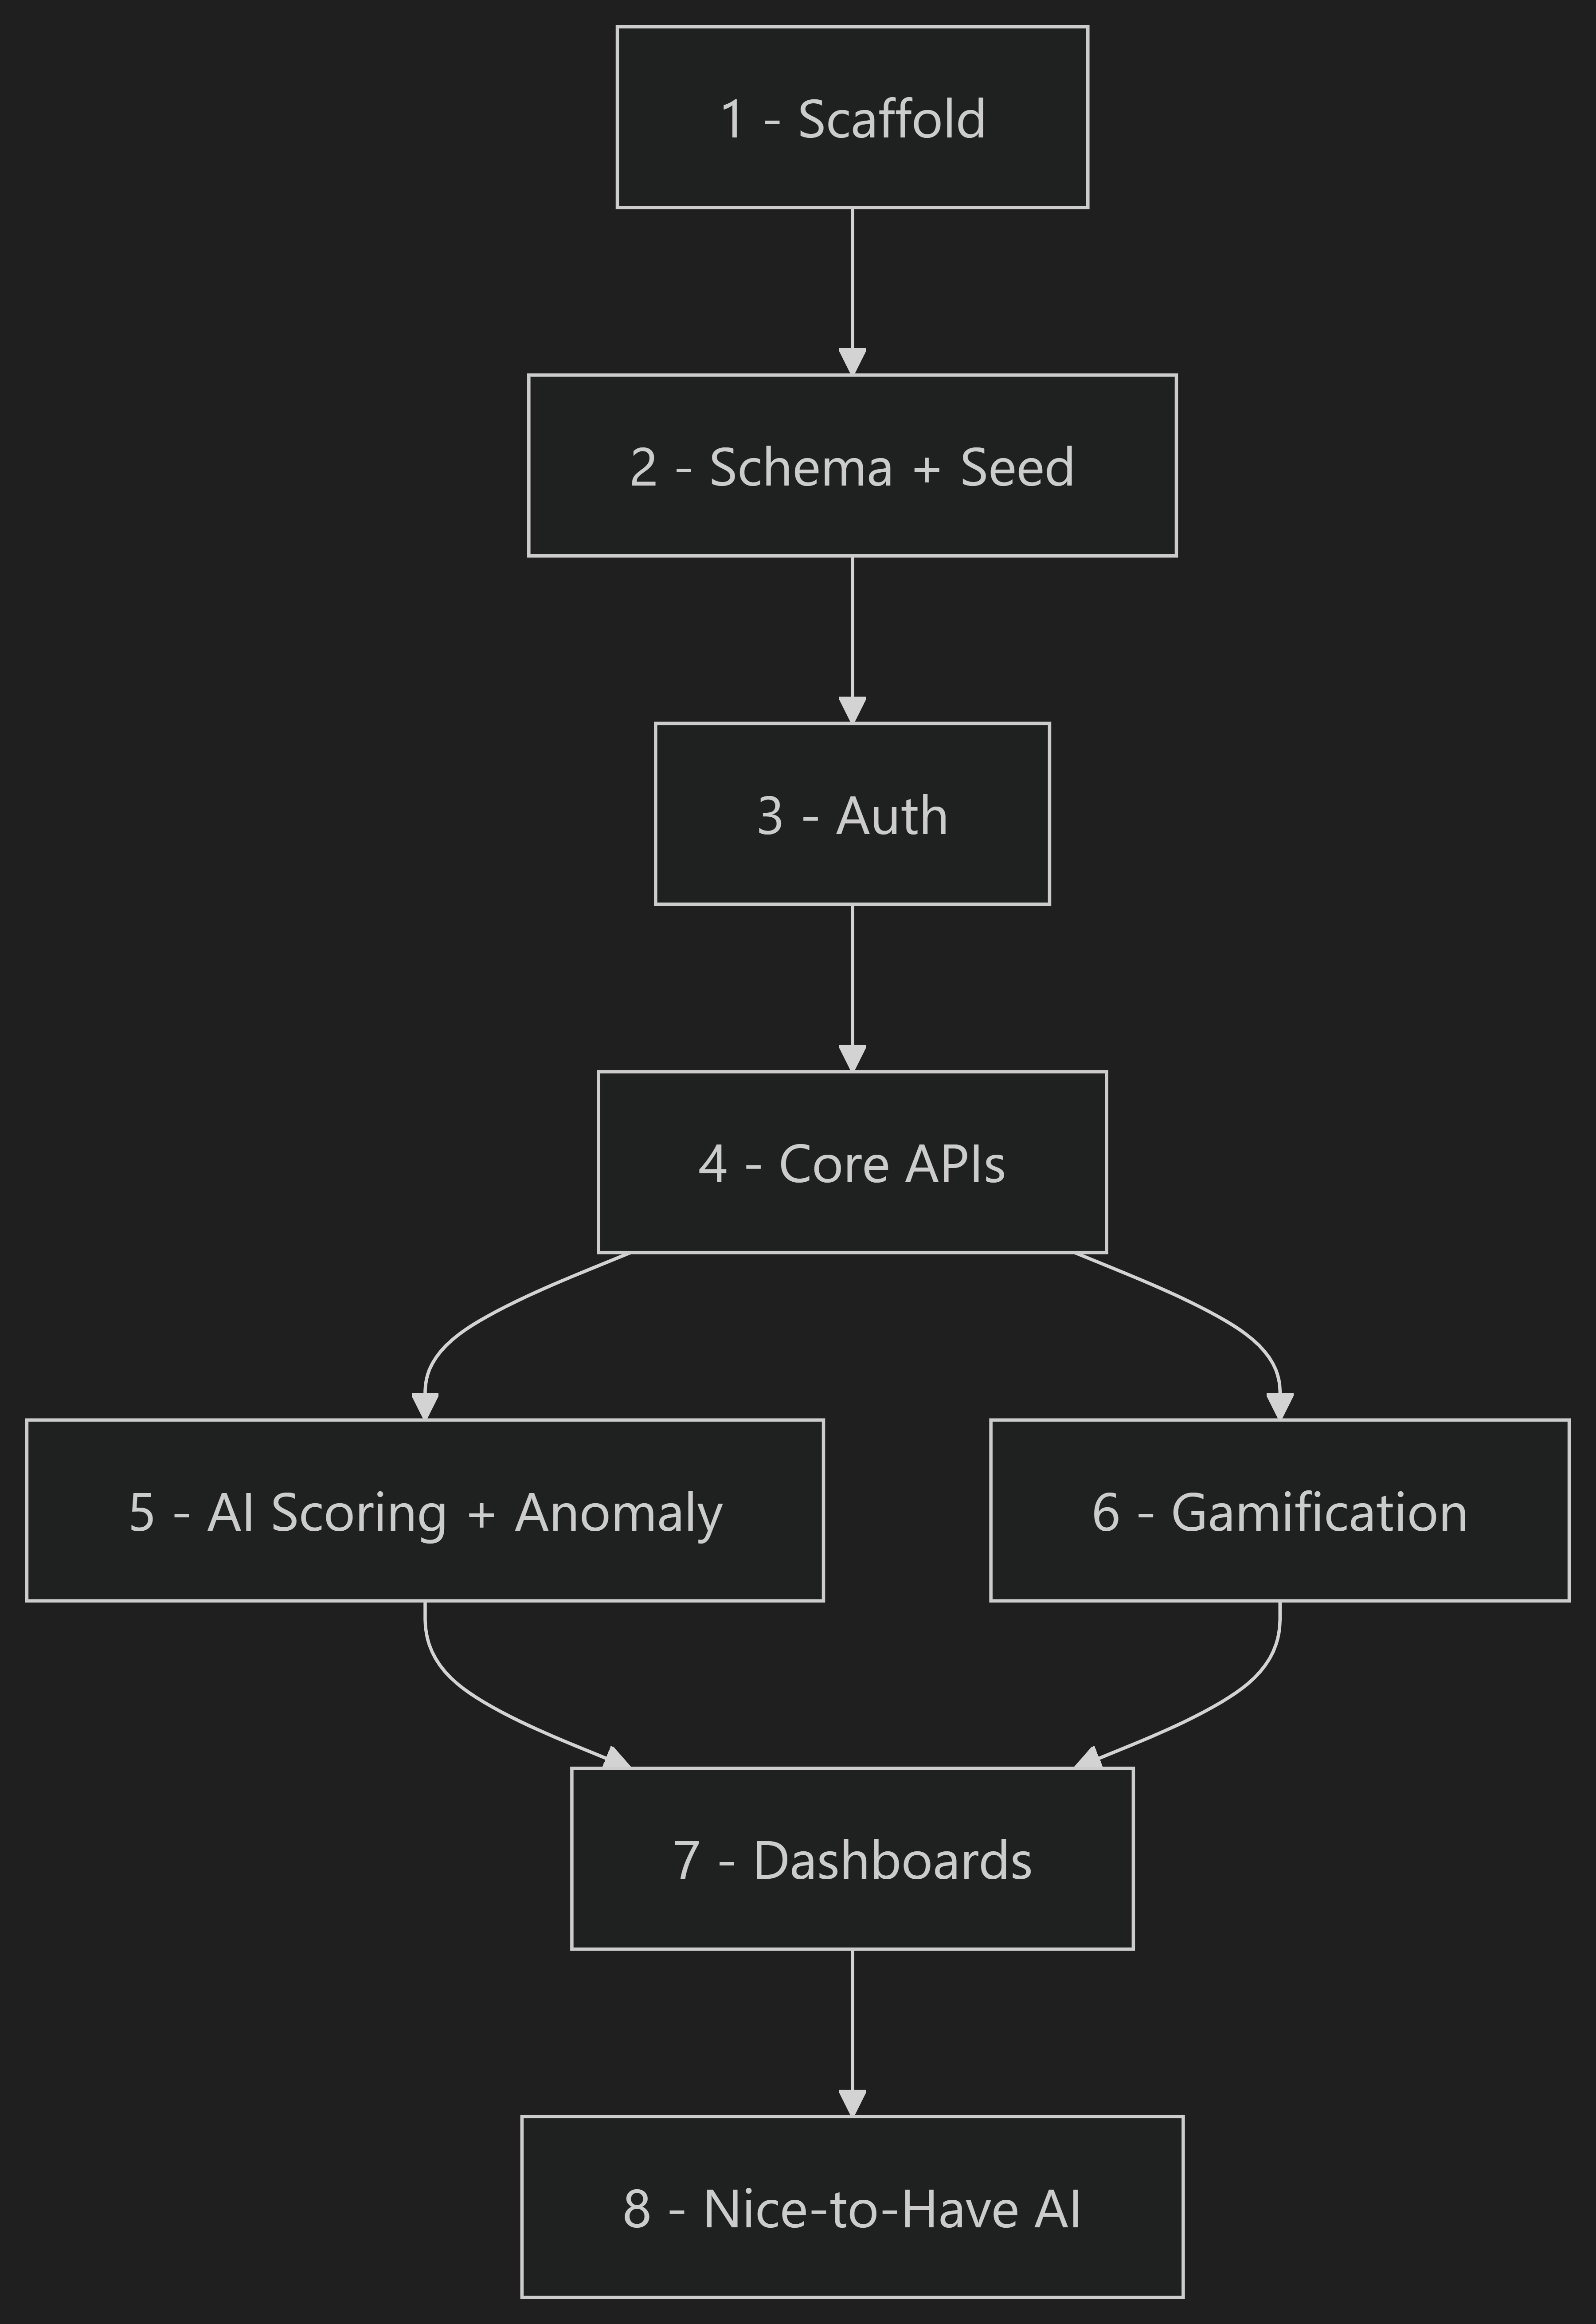 1 - Scaffold
2 - Schema + Seed
3 - Auth
4 - Core APIs
5 - AI Scoring + Anomaly
6 - Gamification
7 - Dashboards
8 - Nice-to-Have AI